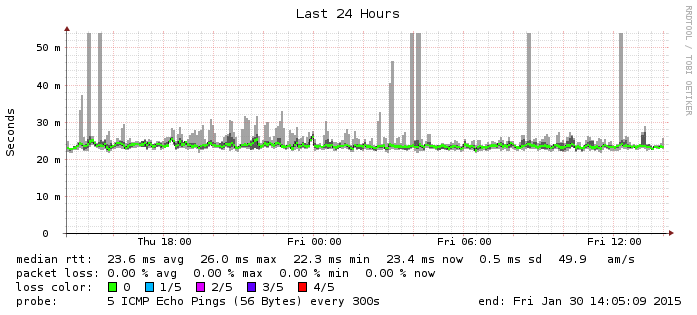 Last 24 Hours
RRDTOOL / TOBI OETIKER
Seconds
50 m
40 m
30 m
20 m
10 m
0
Thu 18:00 Fri 00:00 Fri 06:00 Fri 12:00
median rtt: 23.6 ms avg 26.0 ms max 22.3 ms min 23.4 ms now 0.5 ms sd 49.9 am/s
packet loss: 0.00 % avg 0.00 % max 0.00 % min 0.00 % now
loss color: 0 1/5 2/5 3/5 4/5
probe: 5 ICMP Echo Pings (56 Bytes) every 300s end: Fri Jan 30 14:05:09 2015